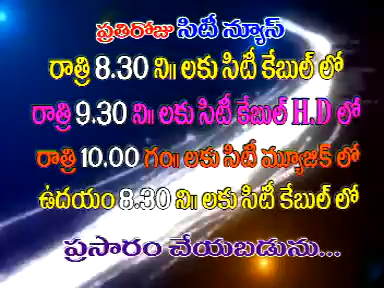 ప్రతిరోజు సిటీ న్యూస్
రాత్రి 8.30 ని॥ లకు సిటీ కేబుల్ లో
రాత్రి 9.30 ని॥ లకు సిటీ కేబుల్ H.D లో
రాత్రి 10.00 గం॥ లకు సిటీ మ్యూజిక్ లో
ఉదయం 8.30 ని॥ లకు సిటీ కేబుల్ లో
ప్రసారం చేయబడును...